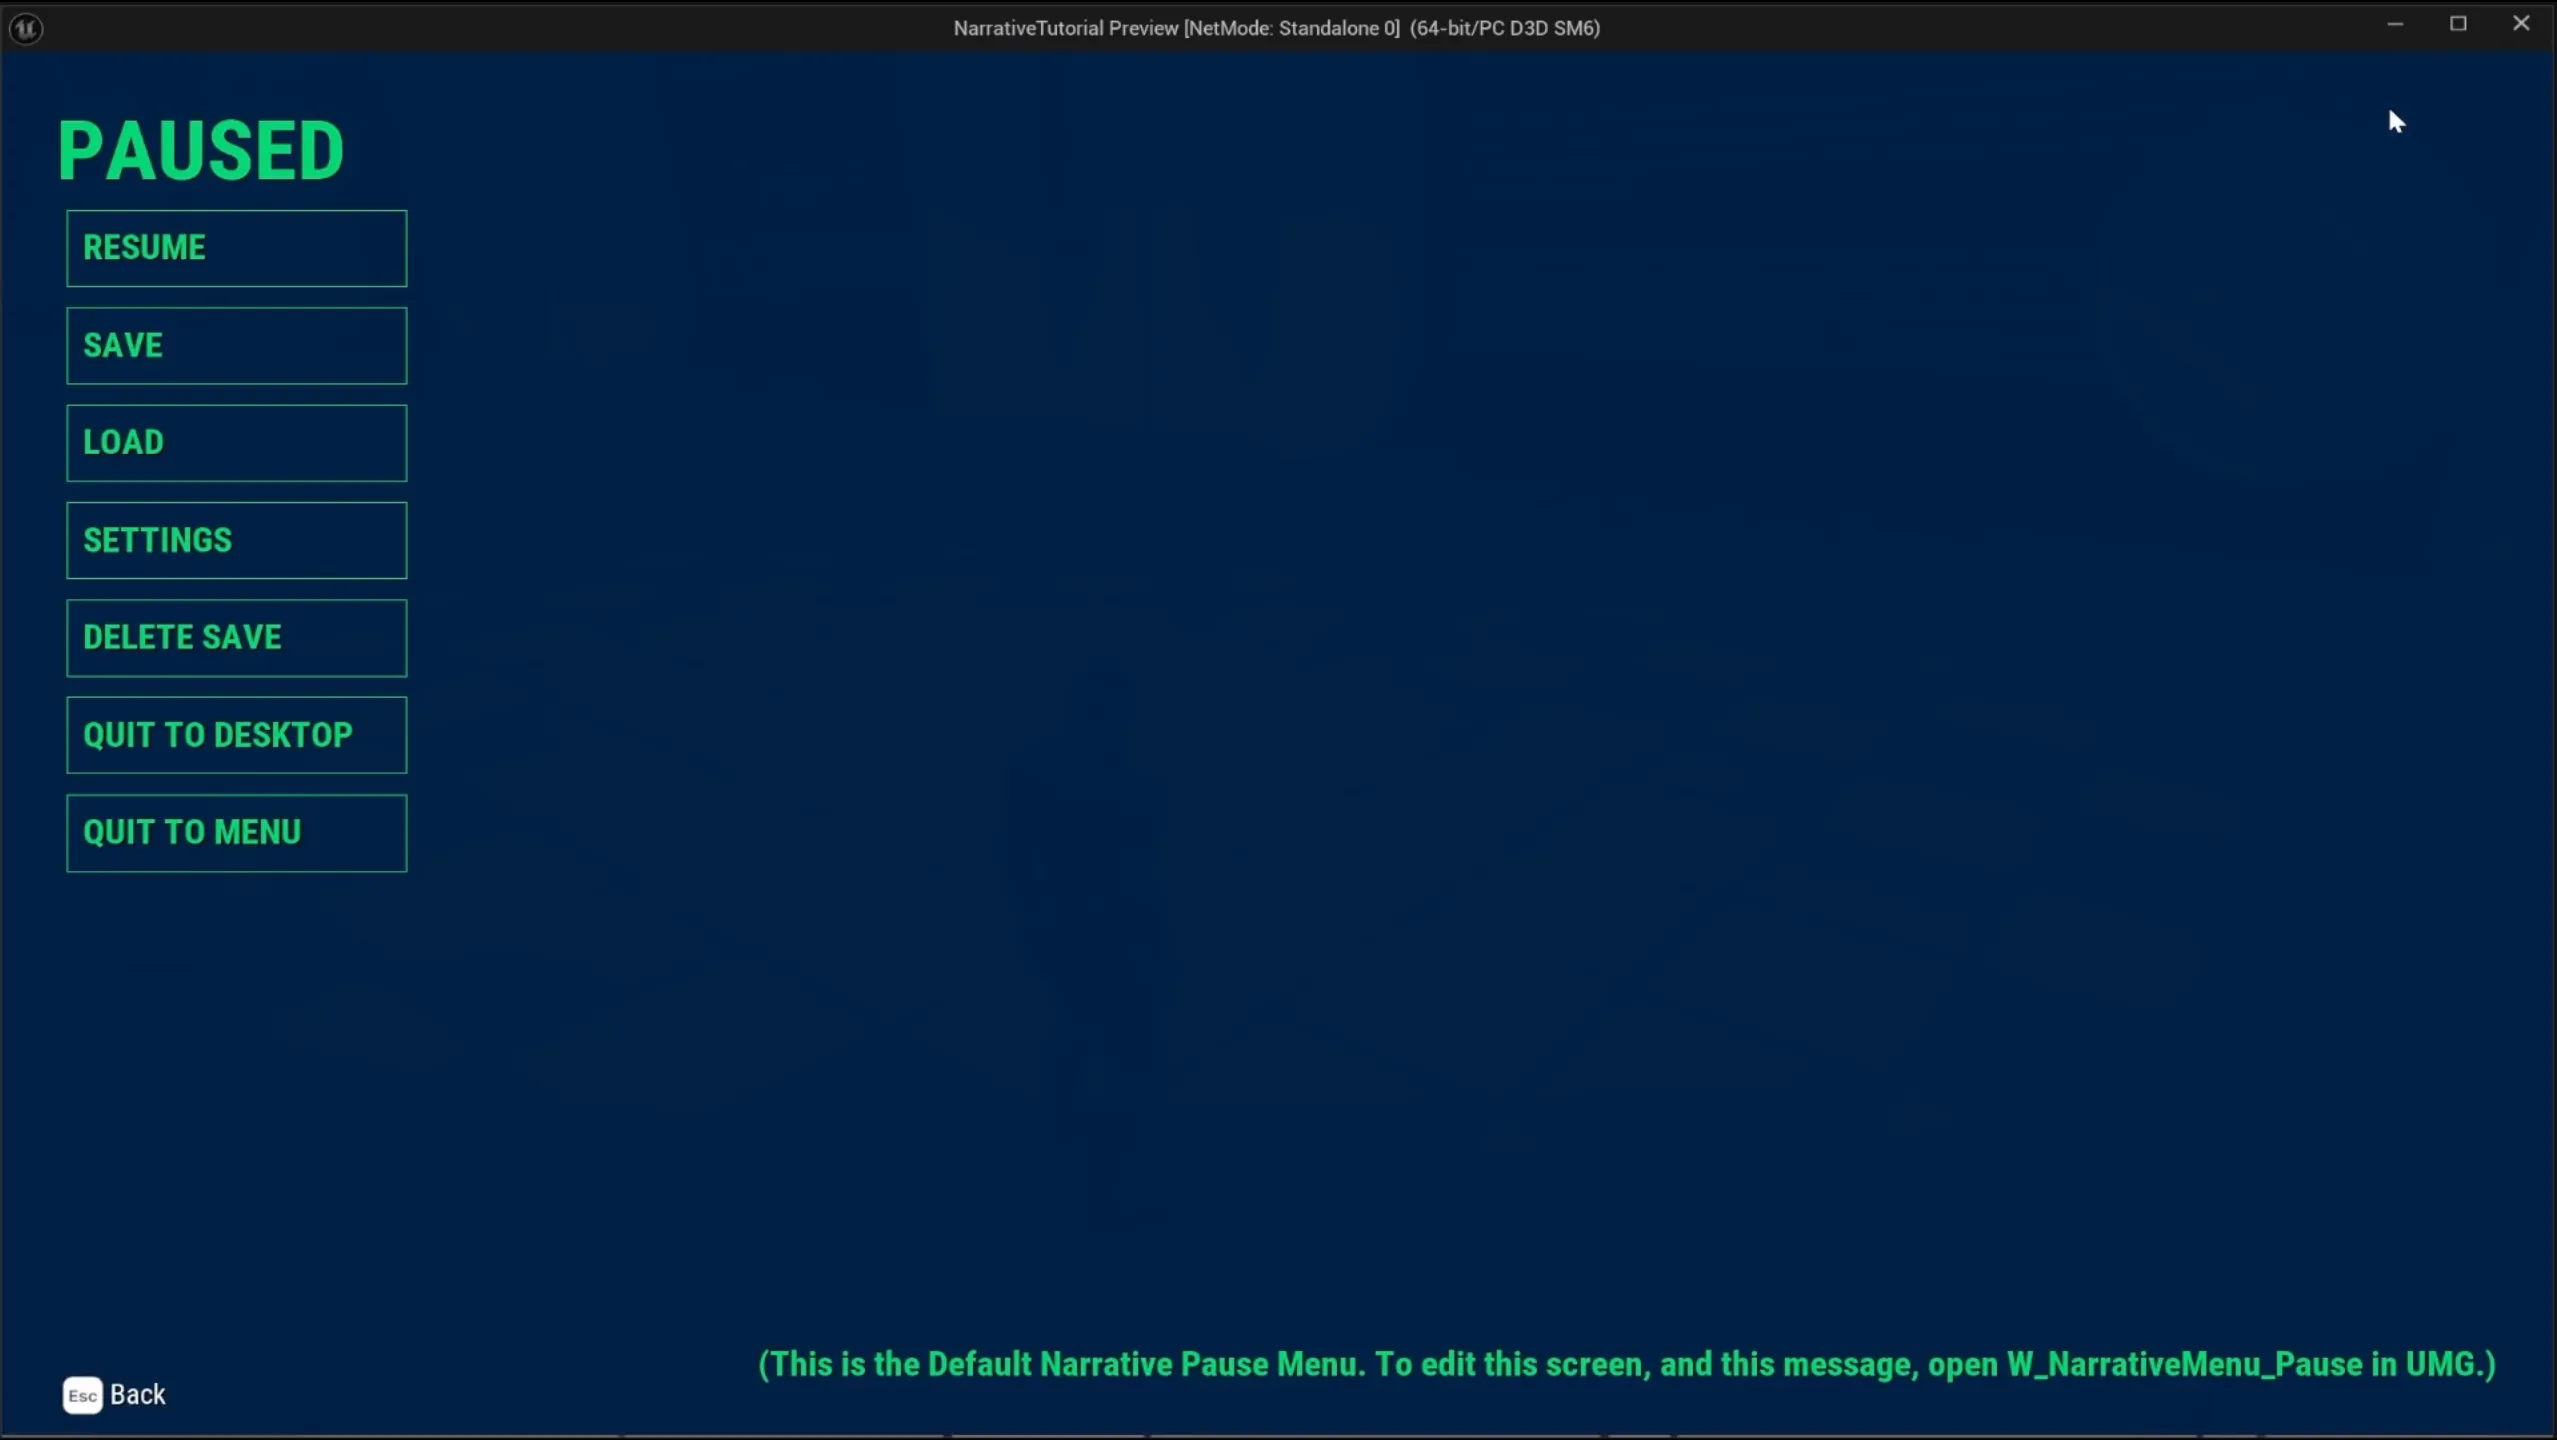 NarrativeTutorial Preview [NetMode: Standalone 0] (64-bit/PC D3D SM6)
PAUSED
RESUME
SAVE
LOAD
SETTINGS
DELETE SAVE
QUIT TO DESKTOP
QUIT TO MENU
(This is the Default Narrative Pause Menu. To edit this screen, and this message, open W_NarrativeMenu_Pause in UMG.)
Esc Back